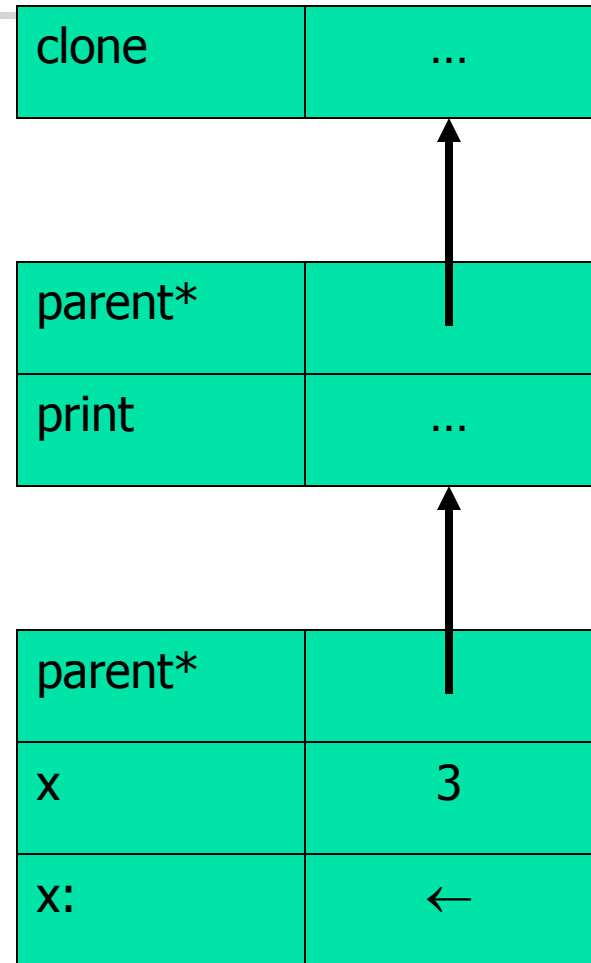 clone …
parent*
print …
parent*
x 3
x: ←